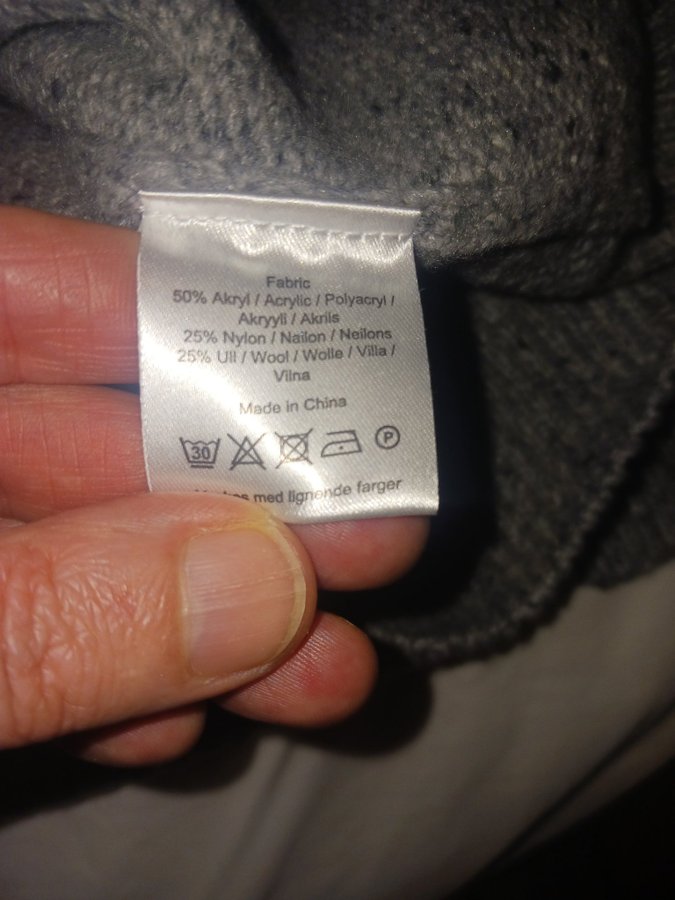 Fabric
50% Akryl / Acrylic / Polyacryl /
Akryyli / Akrils
25% Nylon / Nailon / Neilons
25% Ull / Wool / Wolle / Villa /
Vilna
Made in China
30 P
med lignende farger